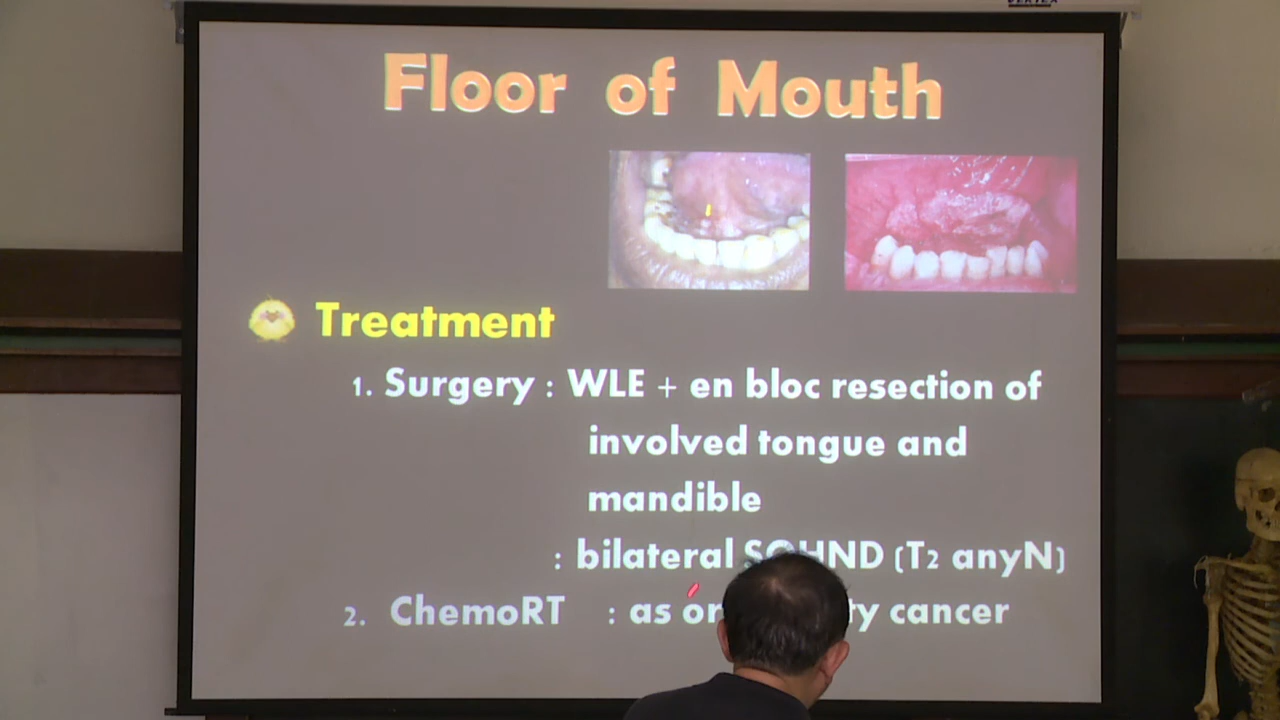 Floor of Mouth
Treatment
1. Surgery : WLE + en bloc resection of
involved tongue and
mandible
: bilateral SOHND (T2 anyN)
2. ChemoRT : as cancer